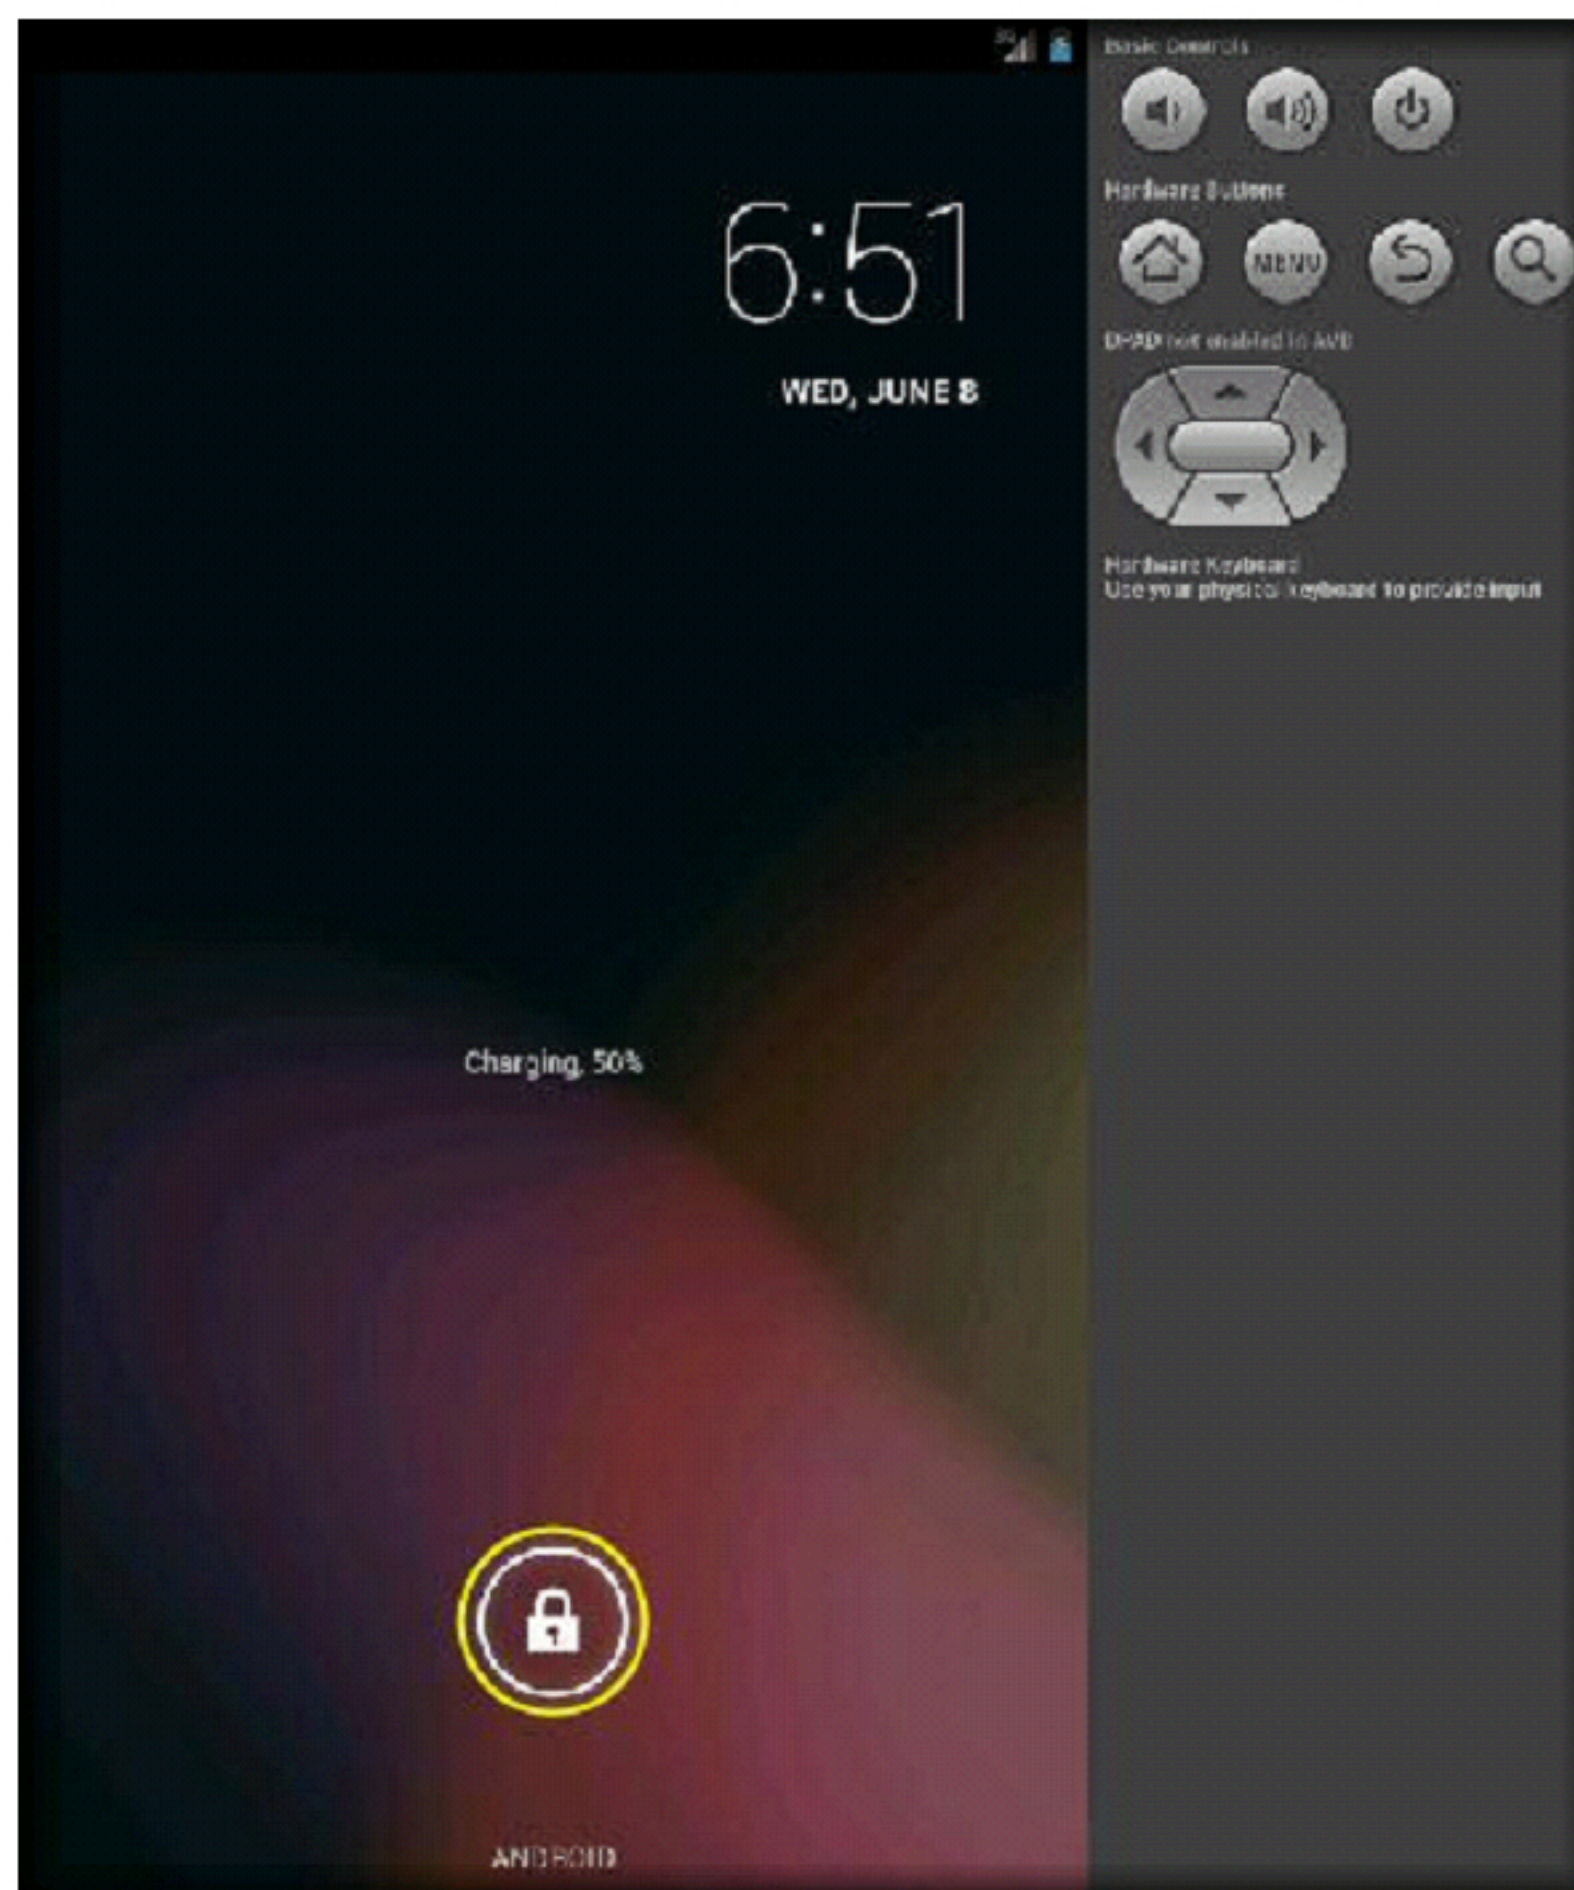 3G
6:51
WED, JUNE 8
Charging, 50%
ANDROID
Basic Controls
Hardware Buttons
MENU
DPAD not enabled in AVD
Hardware Keyboard
Use your physical keyboard to provide input